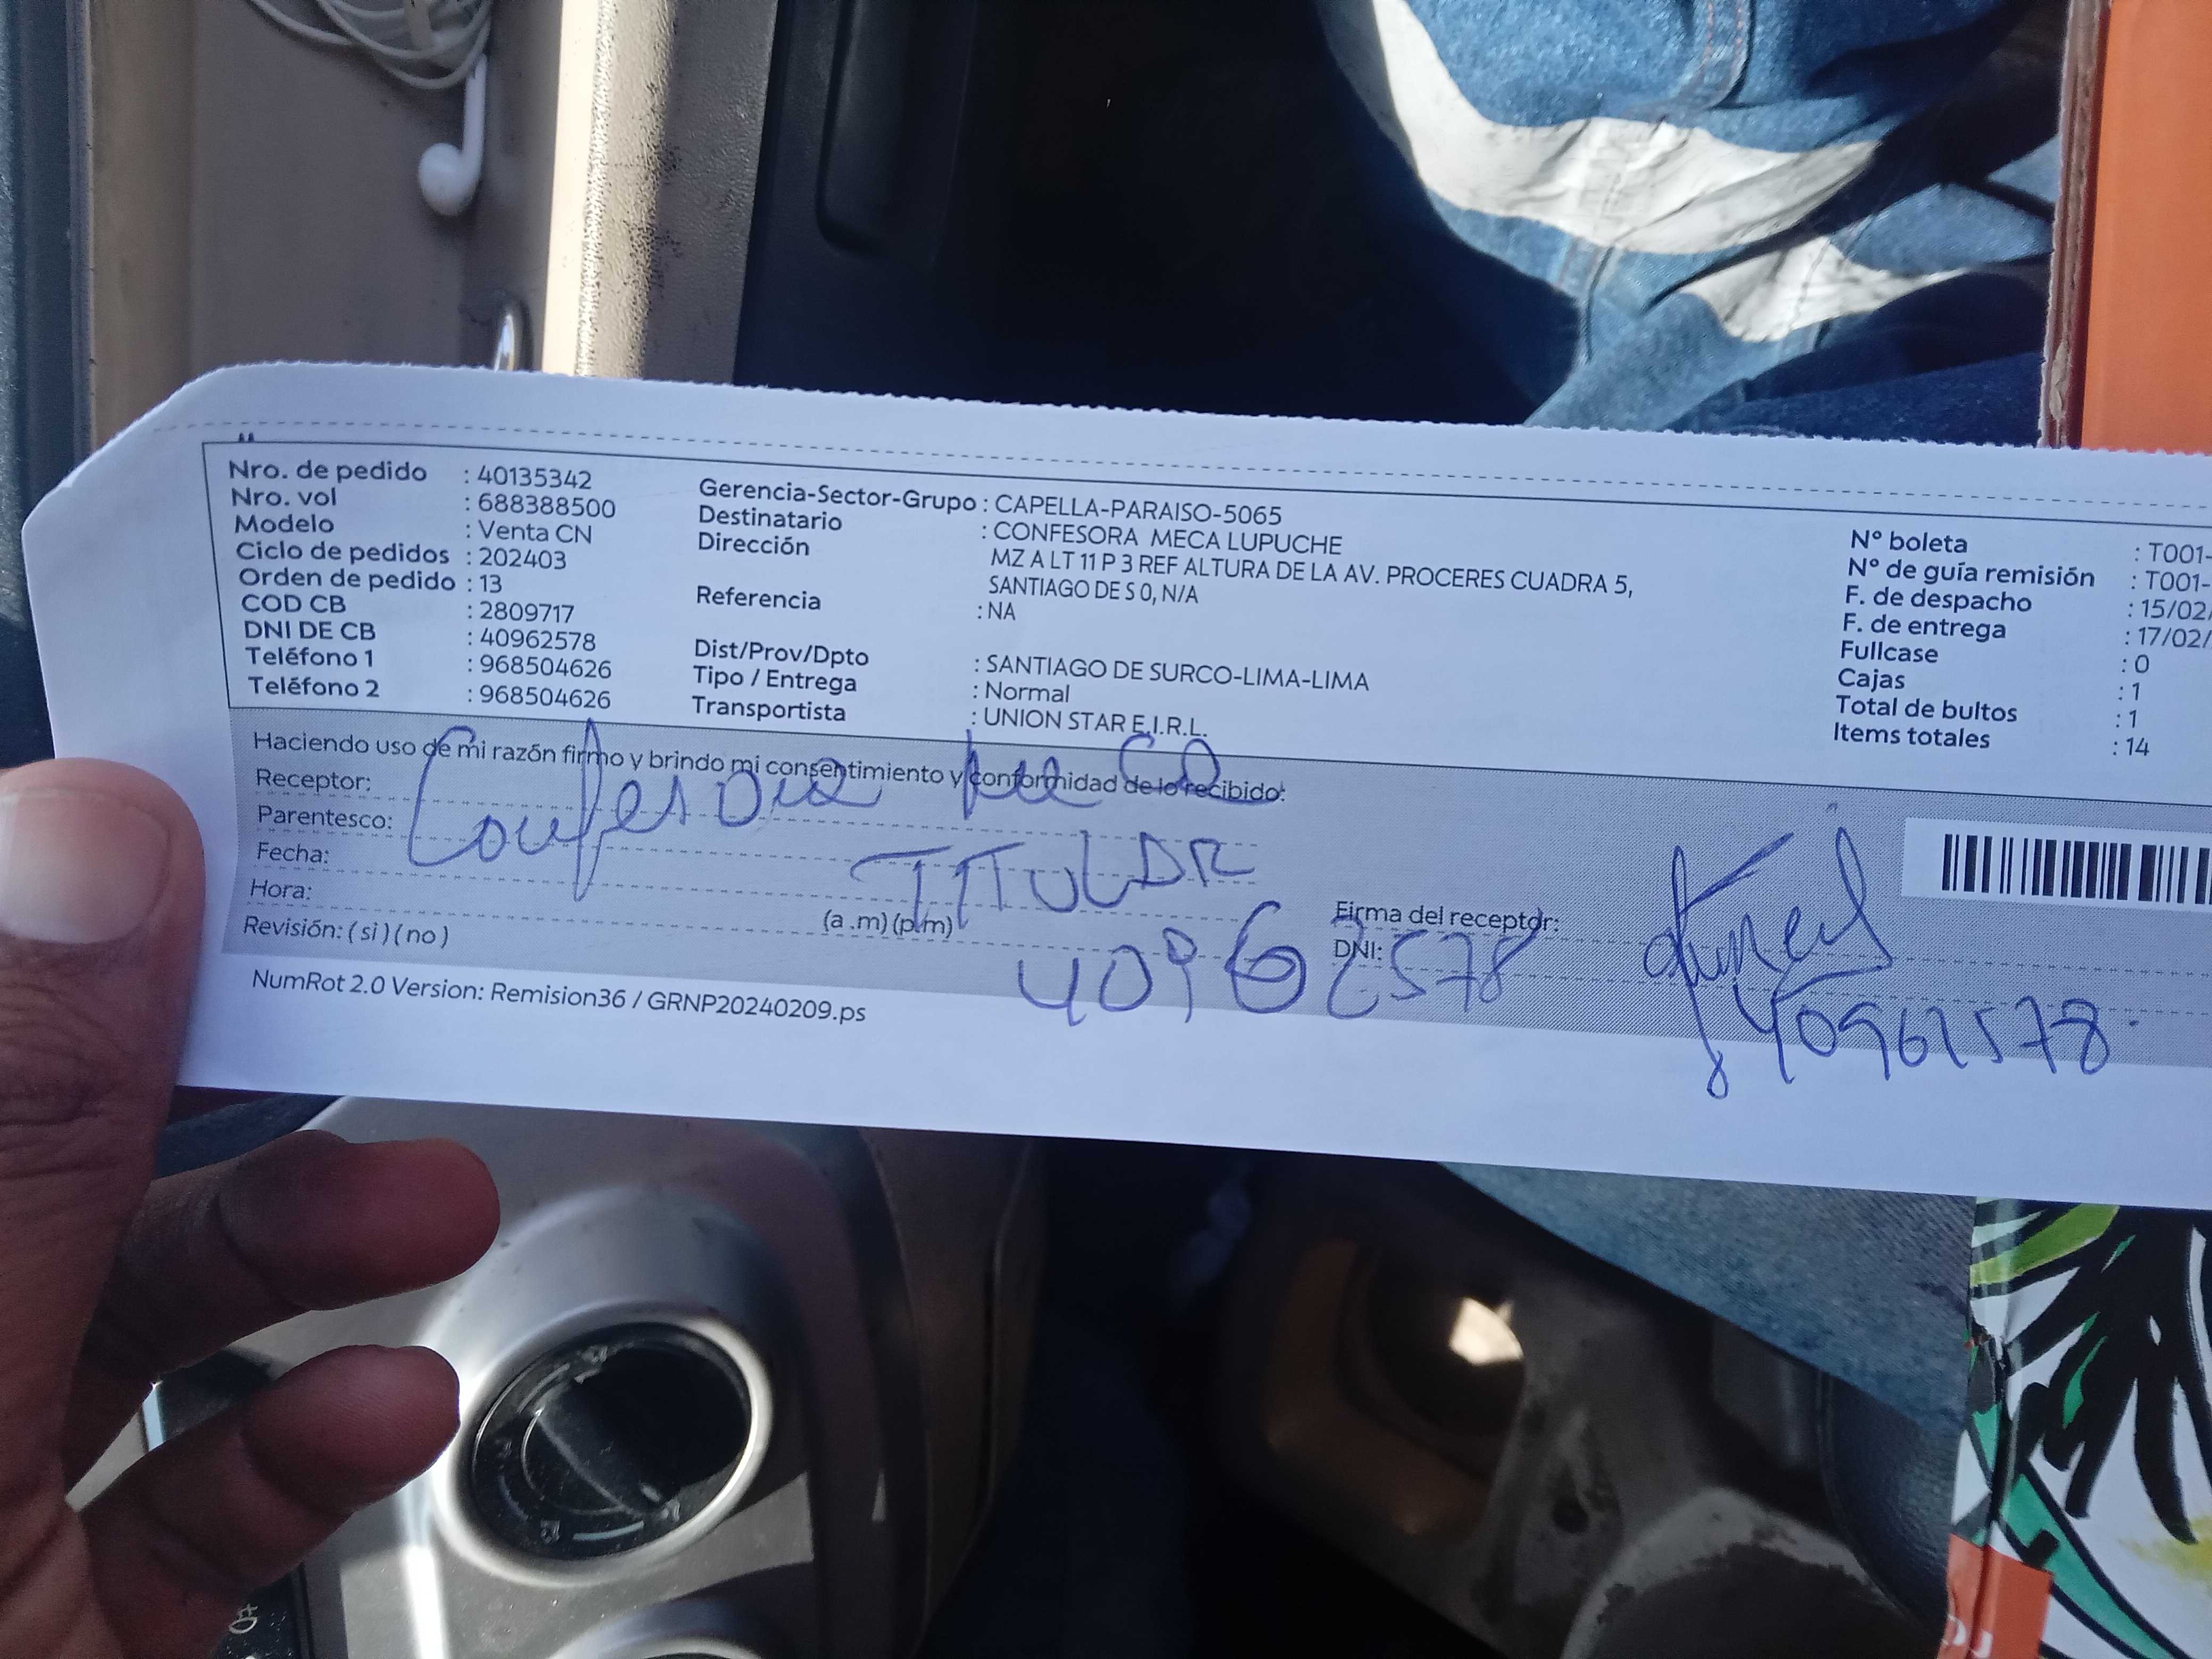 Nro. de pedido : 40135342
Nro. vol : 688388500
Modelo : Venta CN
Ciclo de pedidos : 202403
Orden de pedido : 13
COD CB : 2809717
DNI DE CB : 40962578
Teléfono 1 : 968504626
Teléfono 2 : 968504626
Gerencia-Sector-Grupo : CAPELLA-PARAISO-5065
Destinatario : CONFESORA MECA LUPUCHE
Dirección MZ A LT 11 P 3 REF ALTURA DE LA AV. PROCERES CUADRA 5,
SANTIAGO DE S 0, N/A
Referencia : NA
Dist/Prov/Dpto : SANTIAGO DE SURCO-LIMA-LIMA
Tipo / Entrega : Normal
Transportista : UNION STAR E.I.R.L.
N° boleta : T001-
N° de guía remisión : T001-
F. de despacho : 15/02/
F. de entrega : 17/02/
Fullcase : 0
Cajas : 1
Total de bultos : 1
Items totales : 14
Haciendo uso de mi razón firmo y brindo mi consentimiento y conformidad de lo recibido:
Receptor: Confesora Meca
Parentesco: TITULAR
Fecha:
Hora: (a .m) (p.m)
Revisión: ( si ) ( no )
40962578
Firma del receptor:
DNI: 40962578
NumRot 2.0 Version: Remision36 / GRNP20240209.ps